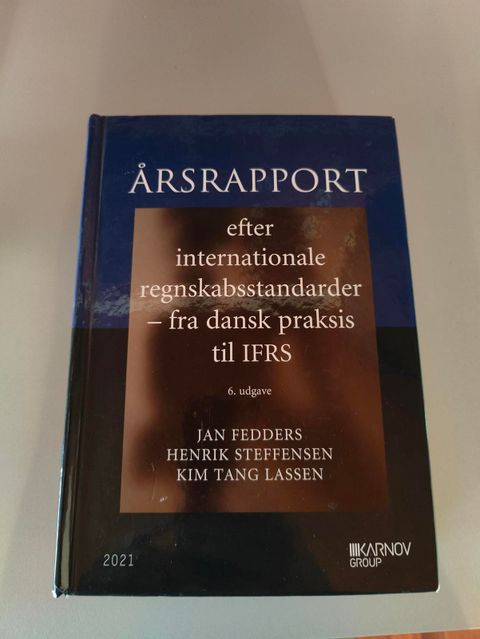 ÅRSRAPPORT
efter
internationale
regnskabsstandarder
– fra dansk praksis
til IFRS
6. udgave
JAN FEDDERS
HENRIK STEFFENSEN
KIM TANG LASSEN
2021
KARNOV
GROUP